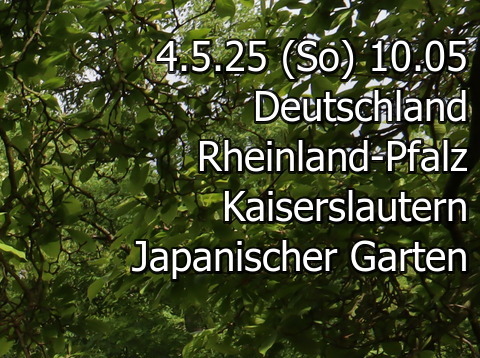 4.5.25 (So) 10.05
Deutschland
Rheinland-Pfalz
Kaiserslautern
Japanischer Garten